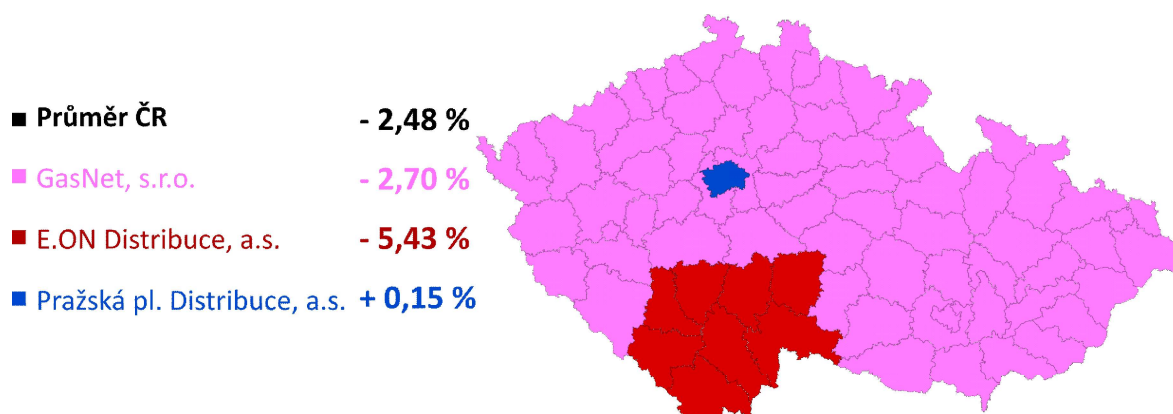 Průměr ČR - 2,48 %
GasNet, s.r.o. - 2,70 %
E.ON Distribuce, a.s. - 5,43 %
Pražská pl. Distribuce, a.s. + 0,15 %